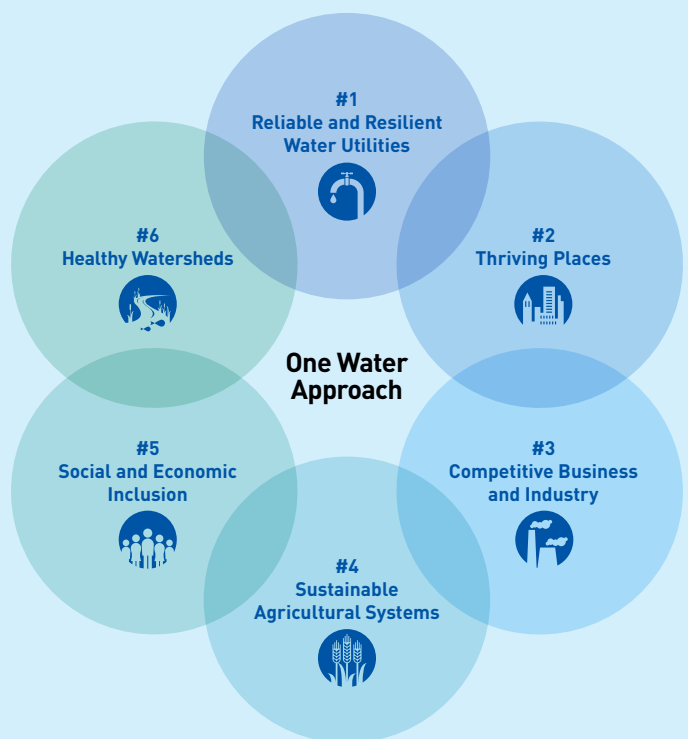 #1
Reliable and Resilient
Water Utilities
#2
Thriving Places
#3
Competitive Business
and Industry
#4
Sustainable
Agricultural Systems
#5
Social and Economic
Inclusion
#6
Healthy Watersheds
One Water
Approach